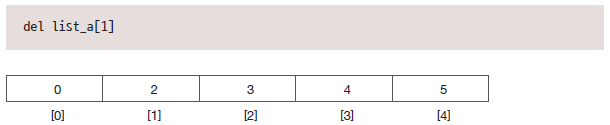 del list_a[1]
0 2 3 4 5
[0] [1] [2] [3] [4]